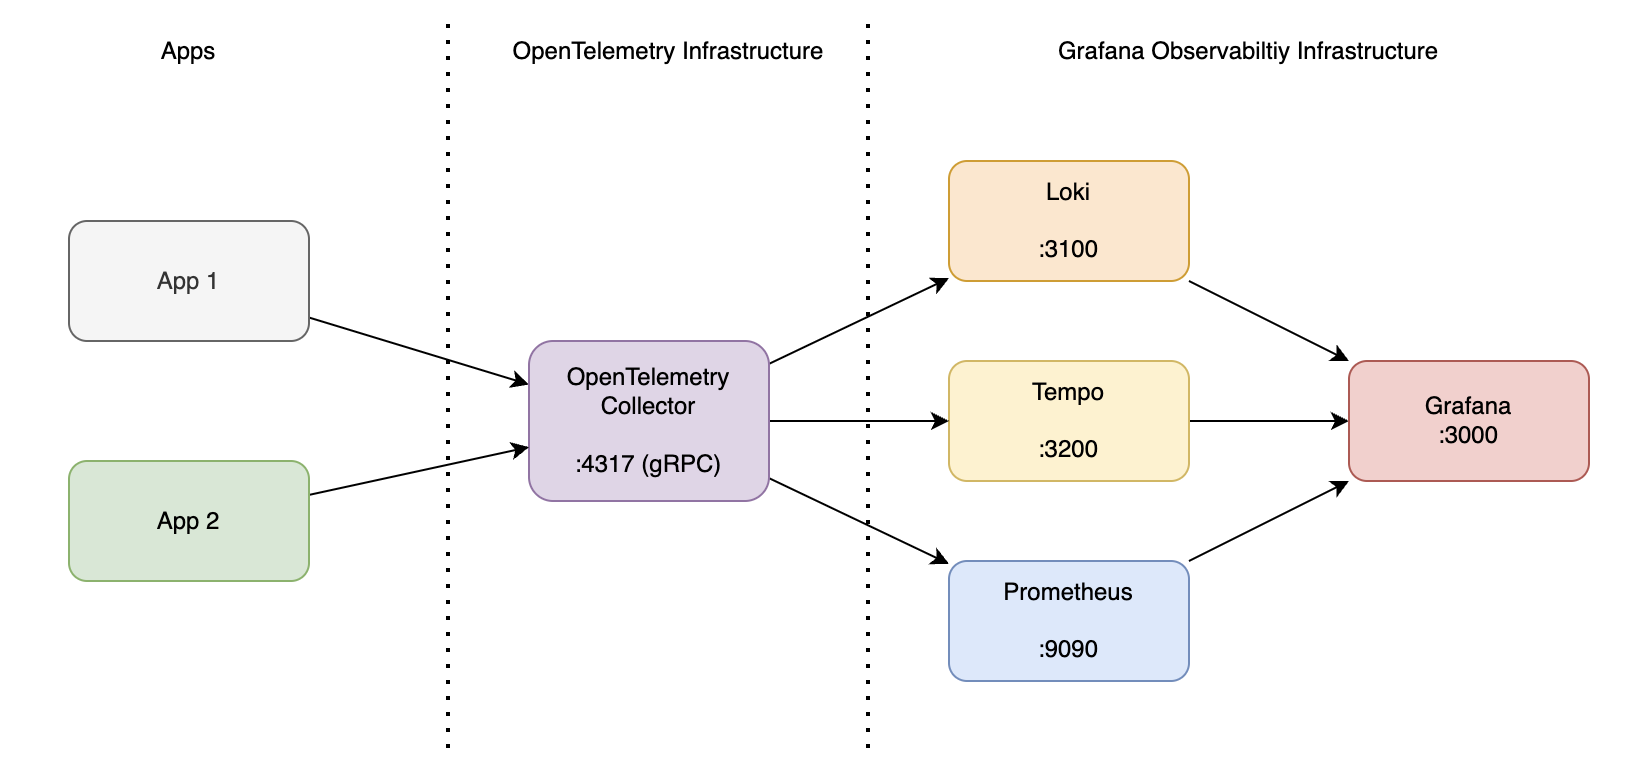 Apps
OpenTelemetry Infrastructure
Grafana Observabiltiy Infrastructure
App 1
App 2
OpenTelemetry
Collector
:4317 (gRPC)
Loki
:3100
Tempo
:3200
Prometheus
:9090
Grafana
:3000